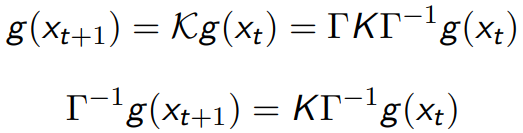 g(x_{t+1}) = 𝒦g(x_t) = ΓKΓ^{-1}g(x_t)
Γ^{-1}g(x_{t+1}) = KΓ^{-1}g(x_t)